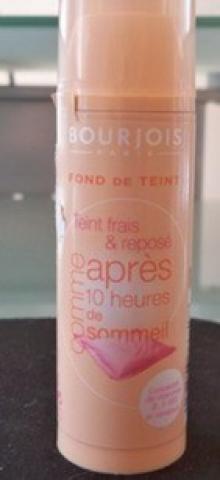 BOURJOIS
PARIS
FOND DE TEINT
Teint frais
& reposé
comme
après
10 heures
de
sommeil